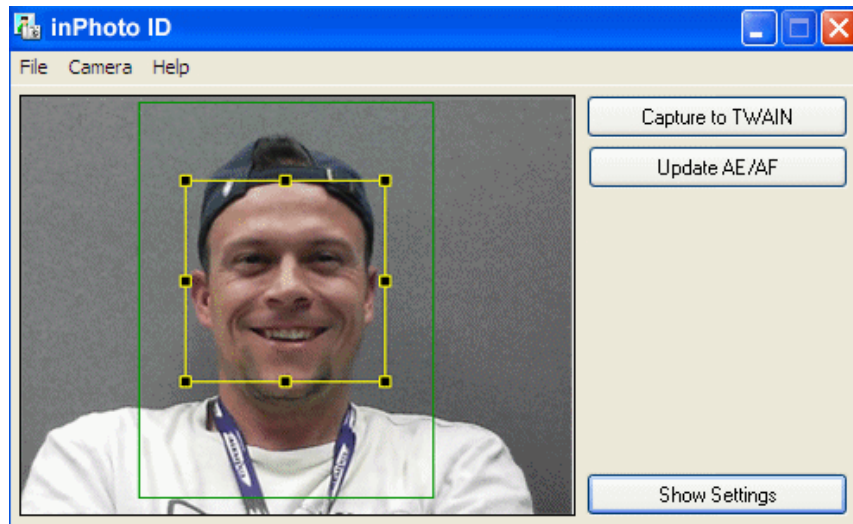 inPhoto ID
File Camera Help
Capture to TWAIN
Update AE/AF
Show Settings